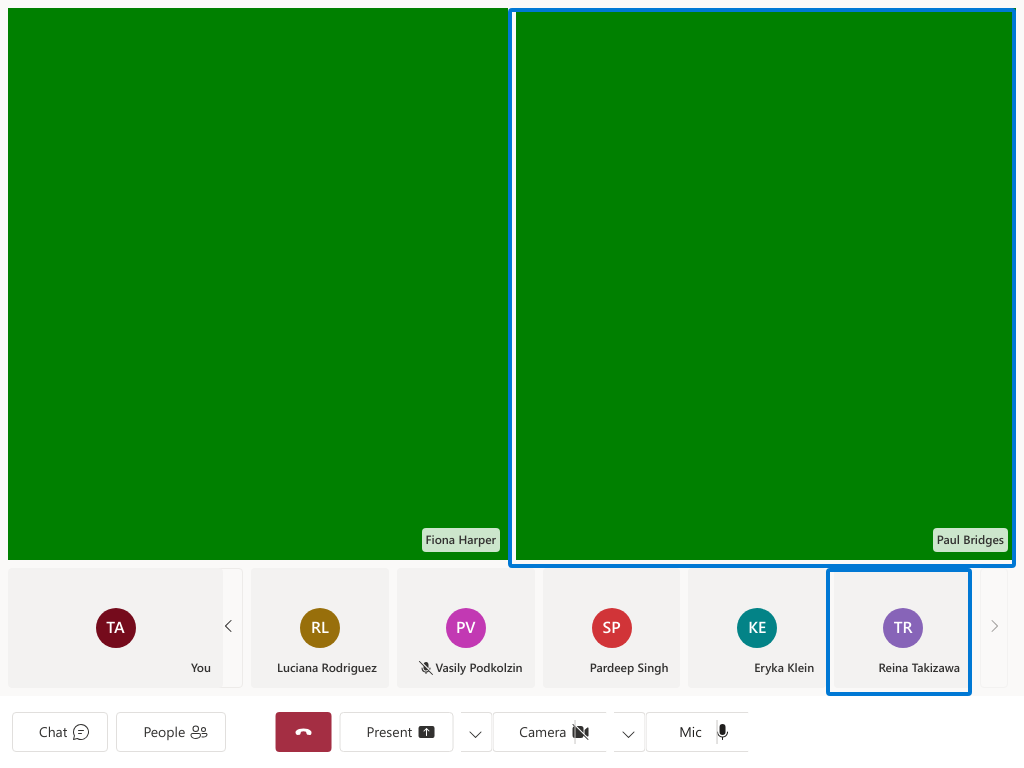 Fiona Harper
Paul Bridges
TA
You
RL
Luciana Rodriguez
PV
Vasily Podkolzin
SP
Pardeep Singh
KE
Eryka Klein
TR
Reina Takizawa
Chat
People
Present
Camera
Mic